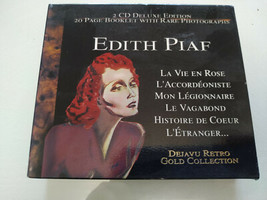 2 CD Deluxe Edition
20 Page Booklet with Rare Photographs
Edith Piaf
La Vie en Rose
L'Accordéoniste
Mon Légionnaire
Le Vagabond
Histoire de Coeur
L'Étranger...
Dejavu Retro
Gold Collection